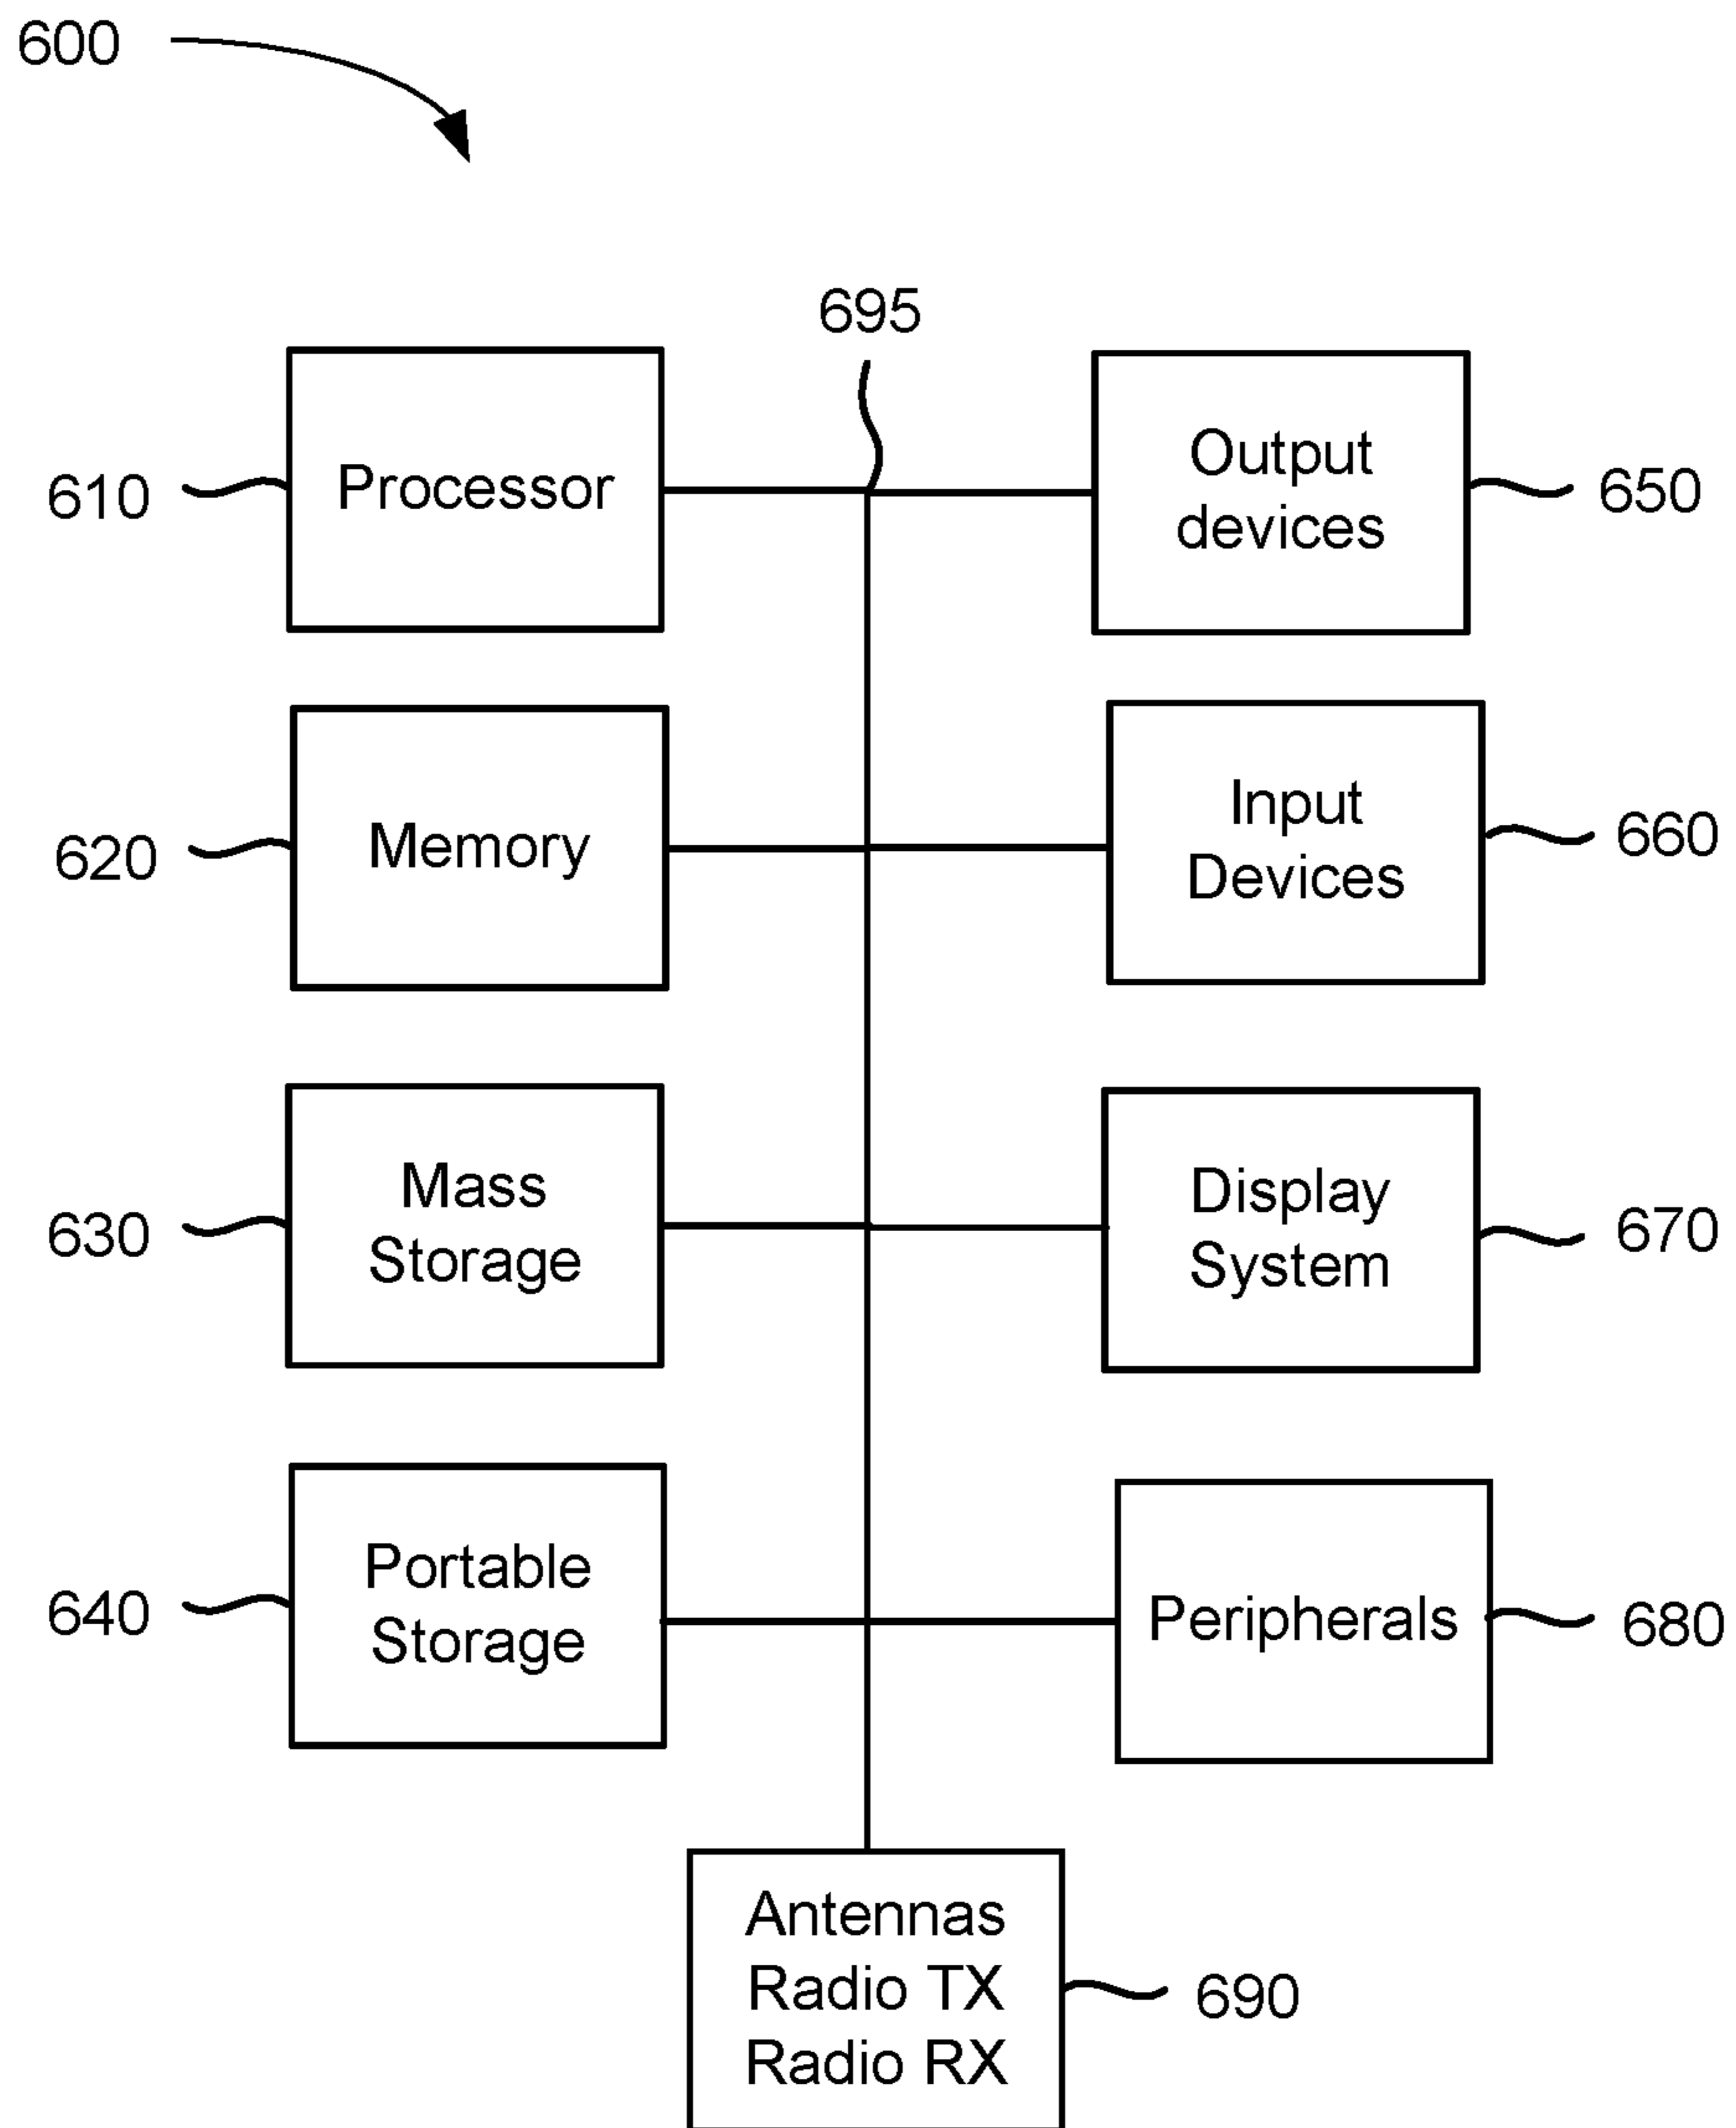 600
695
610
Processor
Output
devices
650
620
Memory
Input
Devices
660
630
Mass
Storage
Display
System
670
640
Portable
Storage
Peripherals
680
Antennas
Radio TX
Radio RX
690